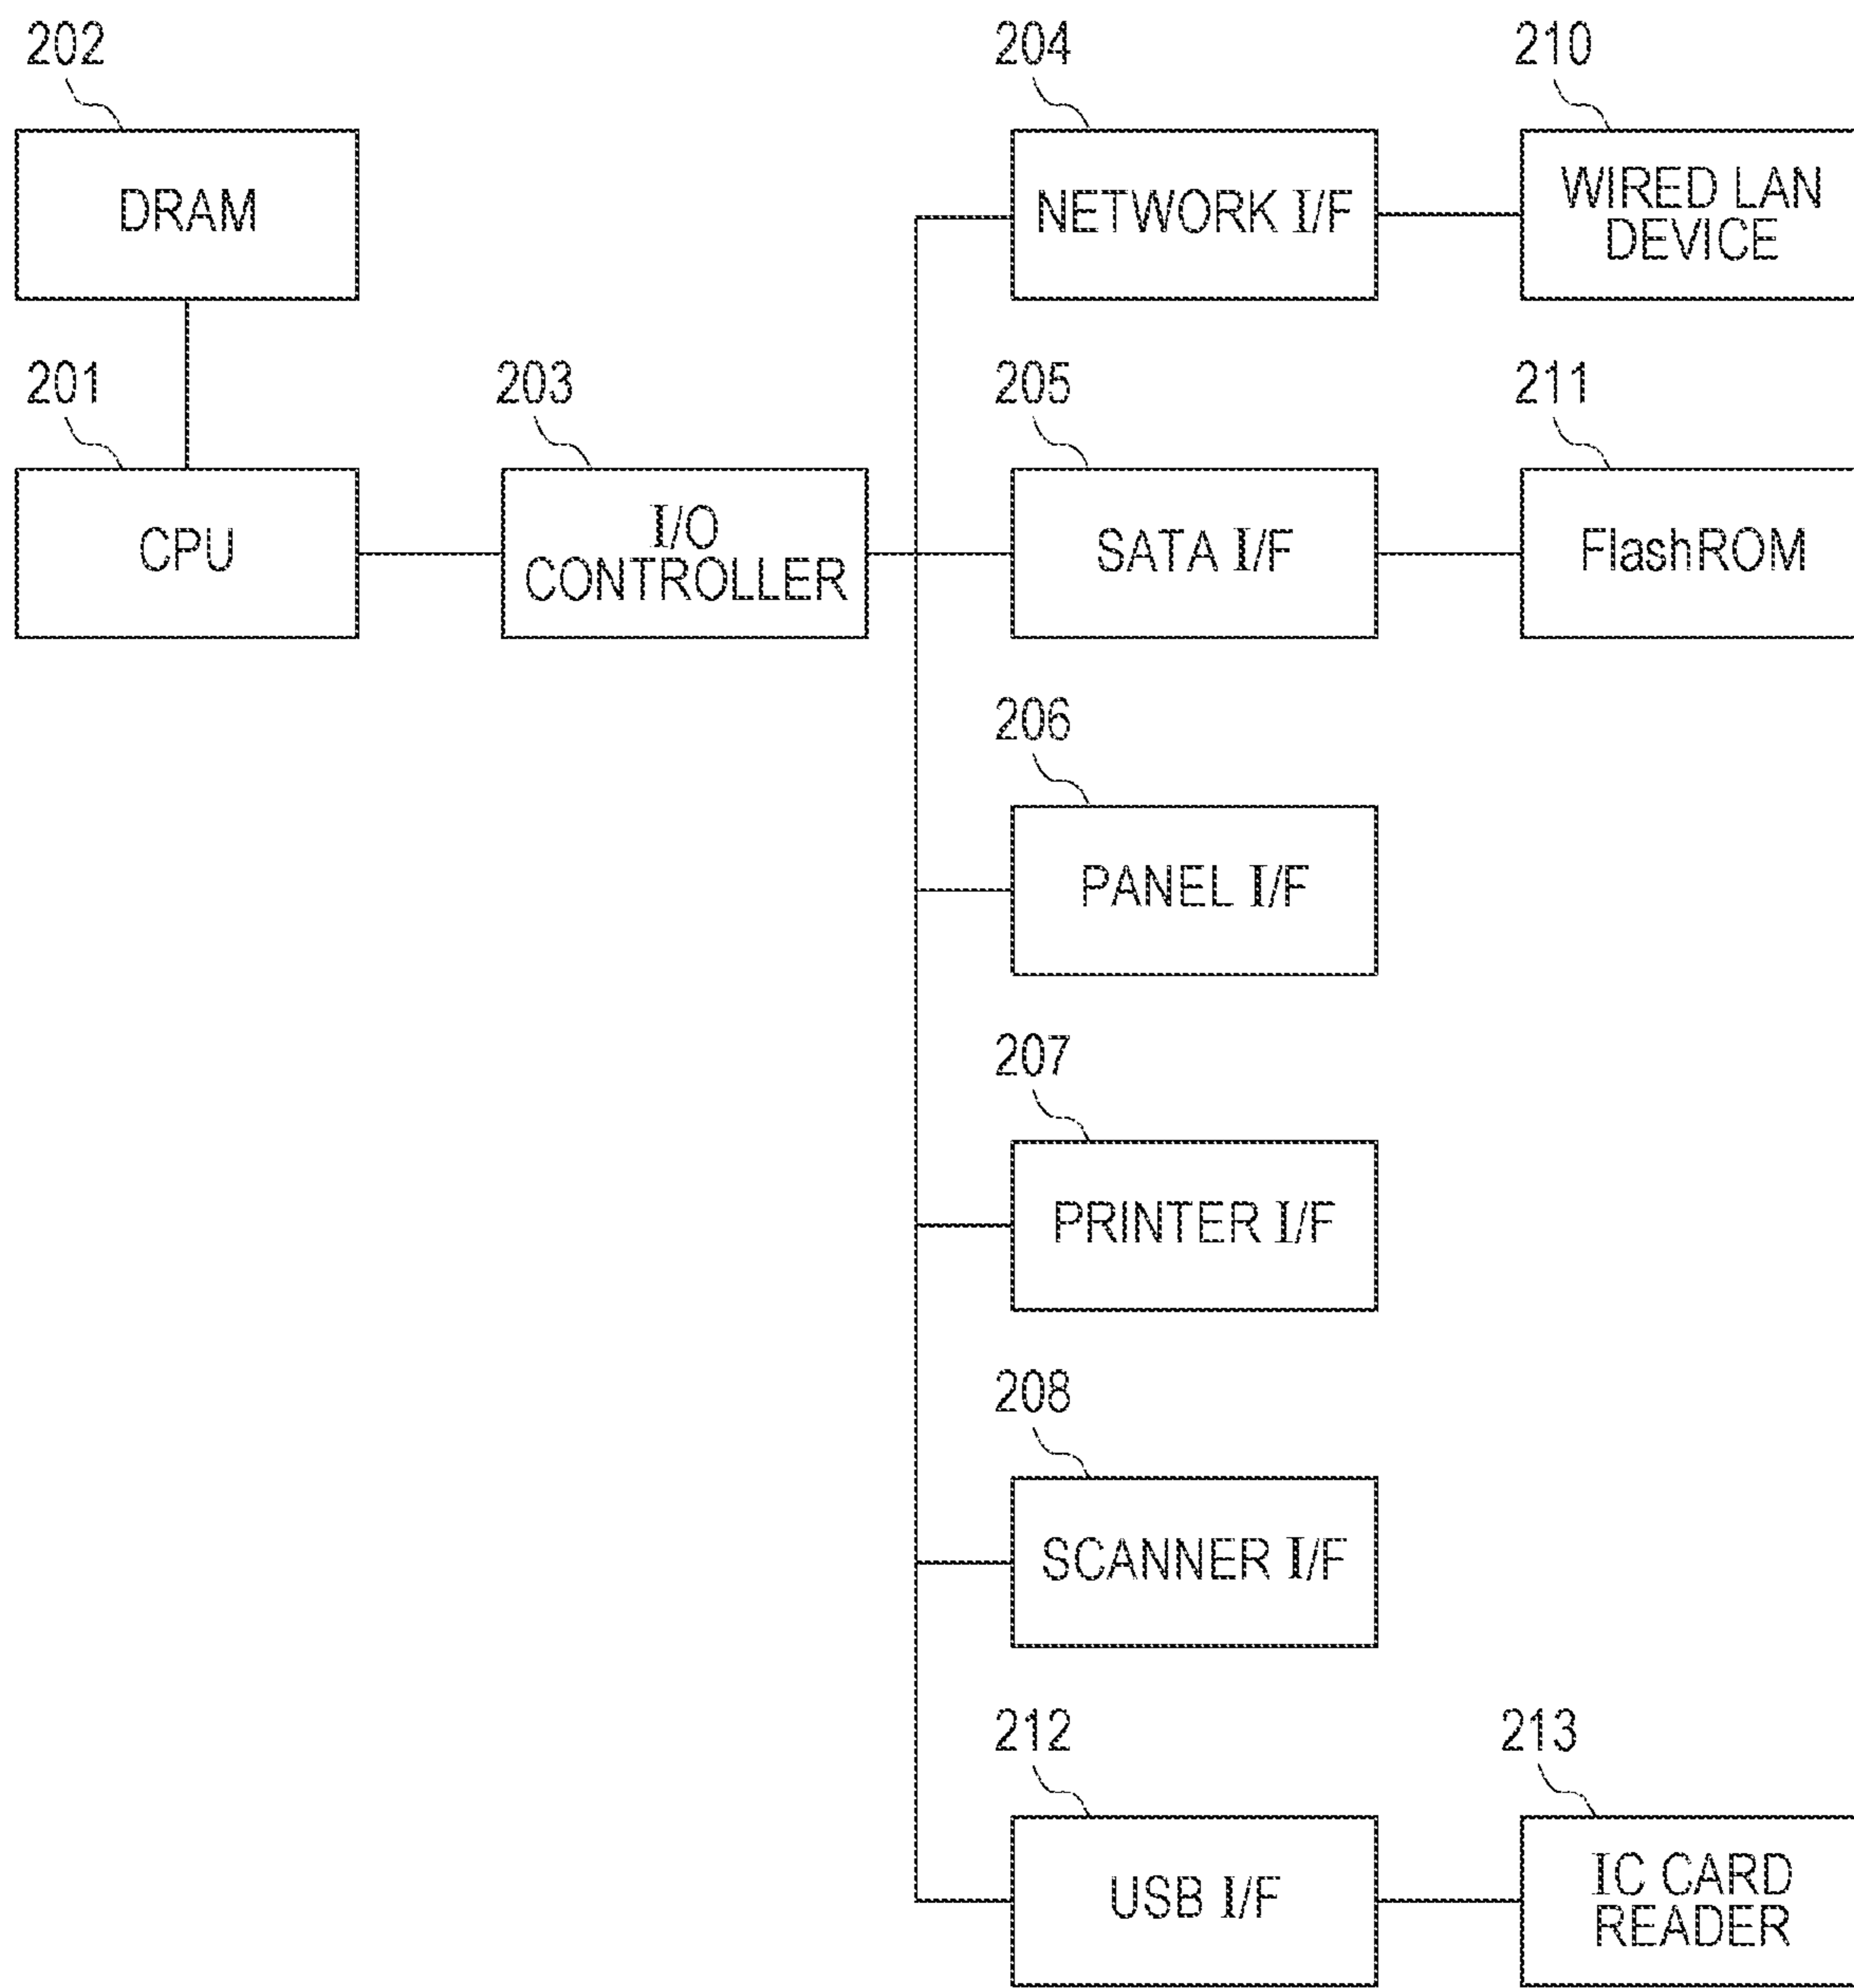 202
DRAM
204
NETWORK I/F
210
WIRED LAN
DEVICE
201
CPU
203
I/O
CONTROLLER
205
SATA I/F
211
FlashROM
206
PANEL I/F
207
PRINTER I/F
208
SCANNER I/F
212
USB I/F
213
IC CARD
READER